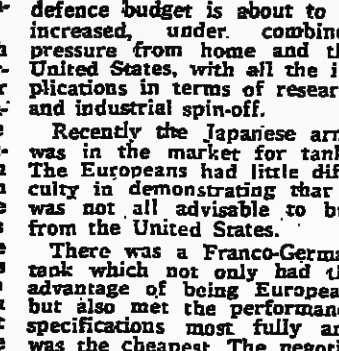 defence budget is about to
increased, under. combine
pressure from home and th
United States, with all the i
plications in terms of resear
and industrial spin-off.
Recently the Japanese arm
was in the market for tank
The Europeans had little dif
culty in demonstrating that
was not all advisable to bu
from the United States.
There was a Franco-Germa
tank which not only had th
advantage of being Europea
but also met the performanc
specifications most fully an
was the cheapest. The negoti